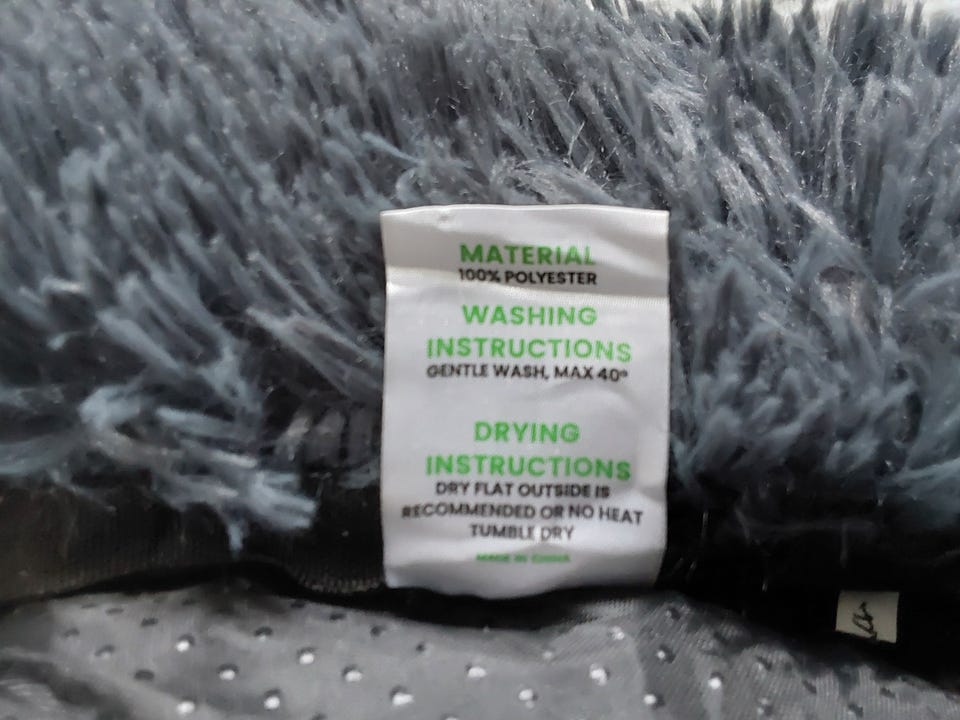 MATERIAL
100% POLYESTER
WASHING
INSTRUCTIONS
GENTLE WASH, MAX 40º
DRYING
INSTRUCTIONS
DRY FLAT OUTSIDE IS
RECOMMENDED OR NO HEAT
TUMBLE DRY
MADE IN CHINA